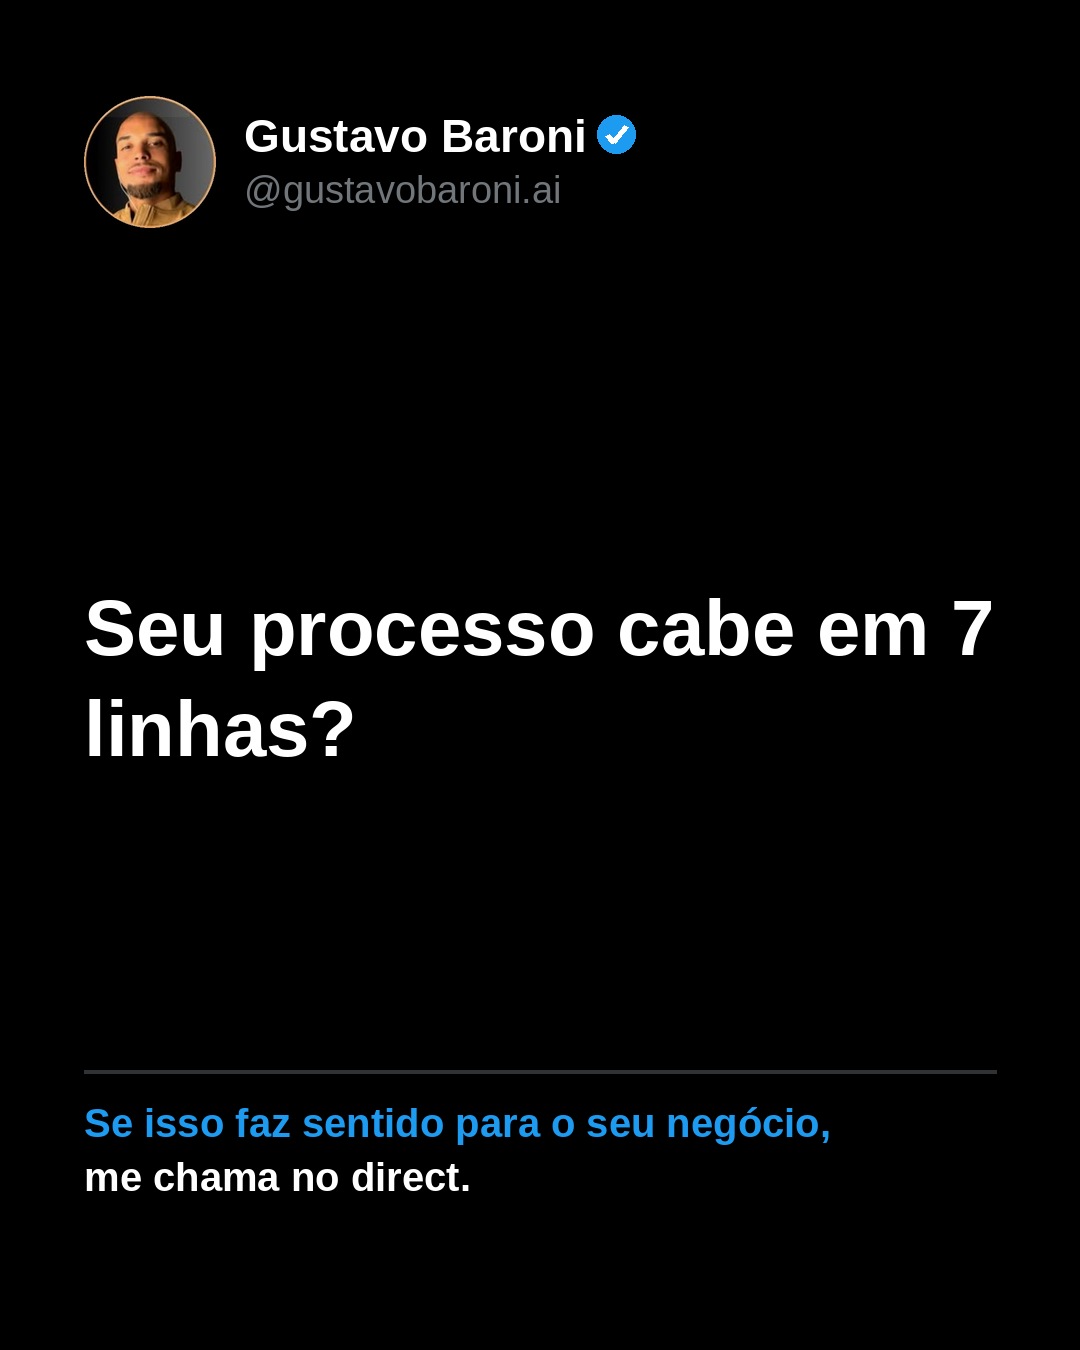 Gustavo Baroni
@gustavobaroni.ai
Seu processo cabe em 7
linhas?
Se isso faz sentido para o seu negócio,
me chama no direct.